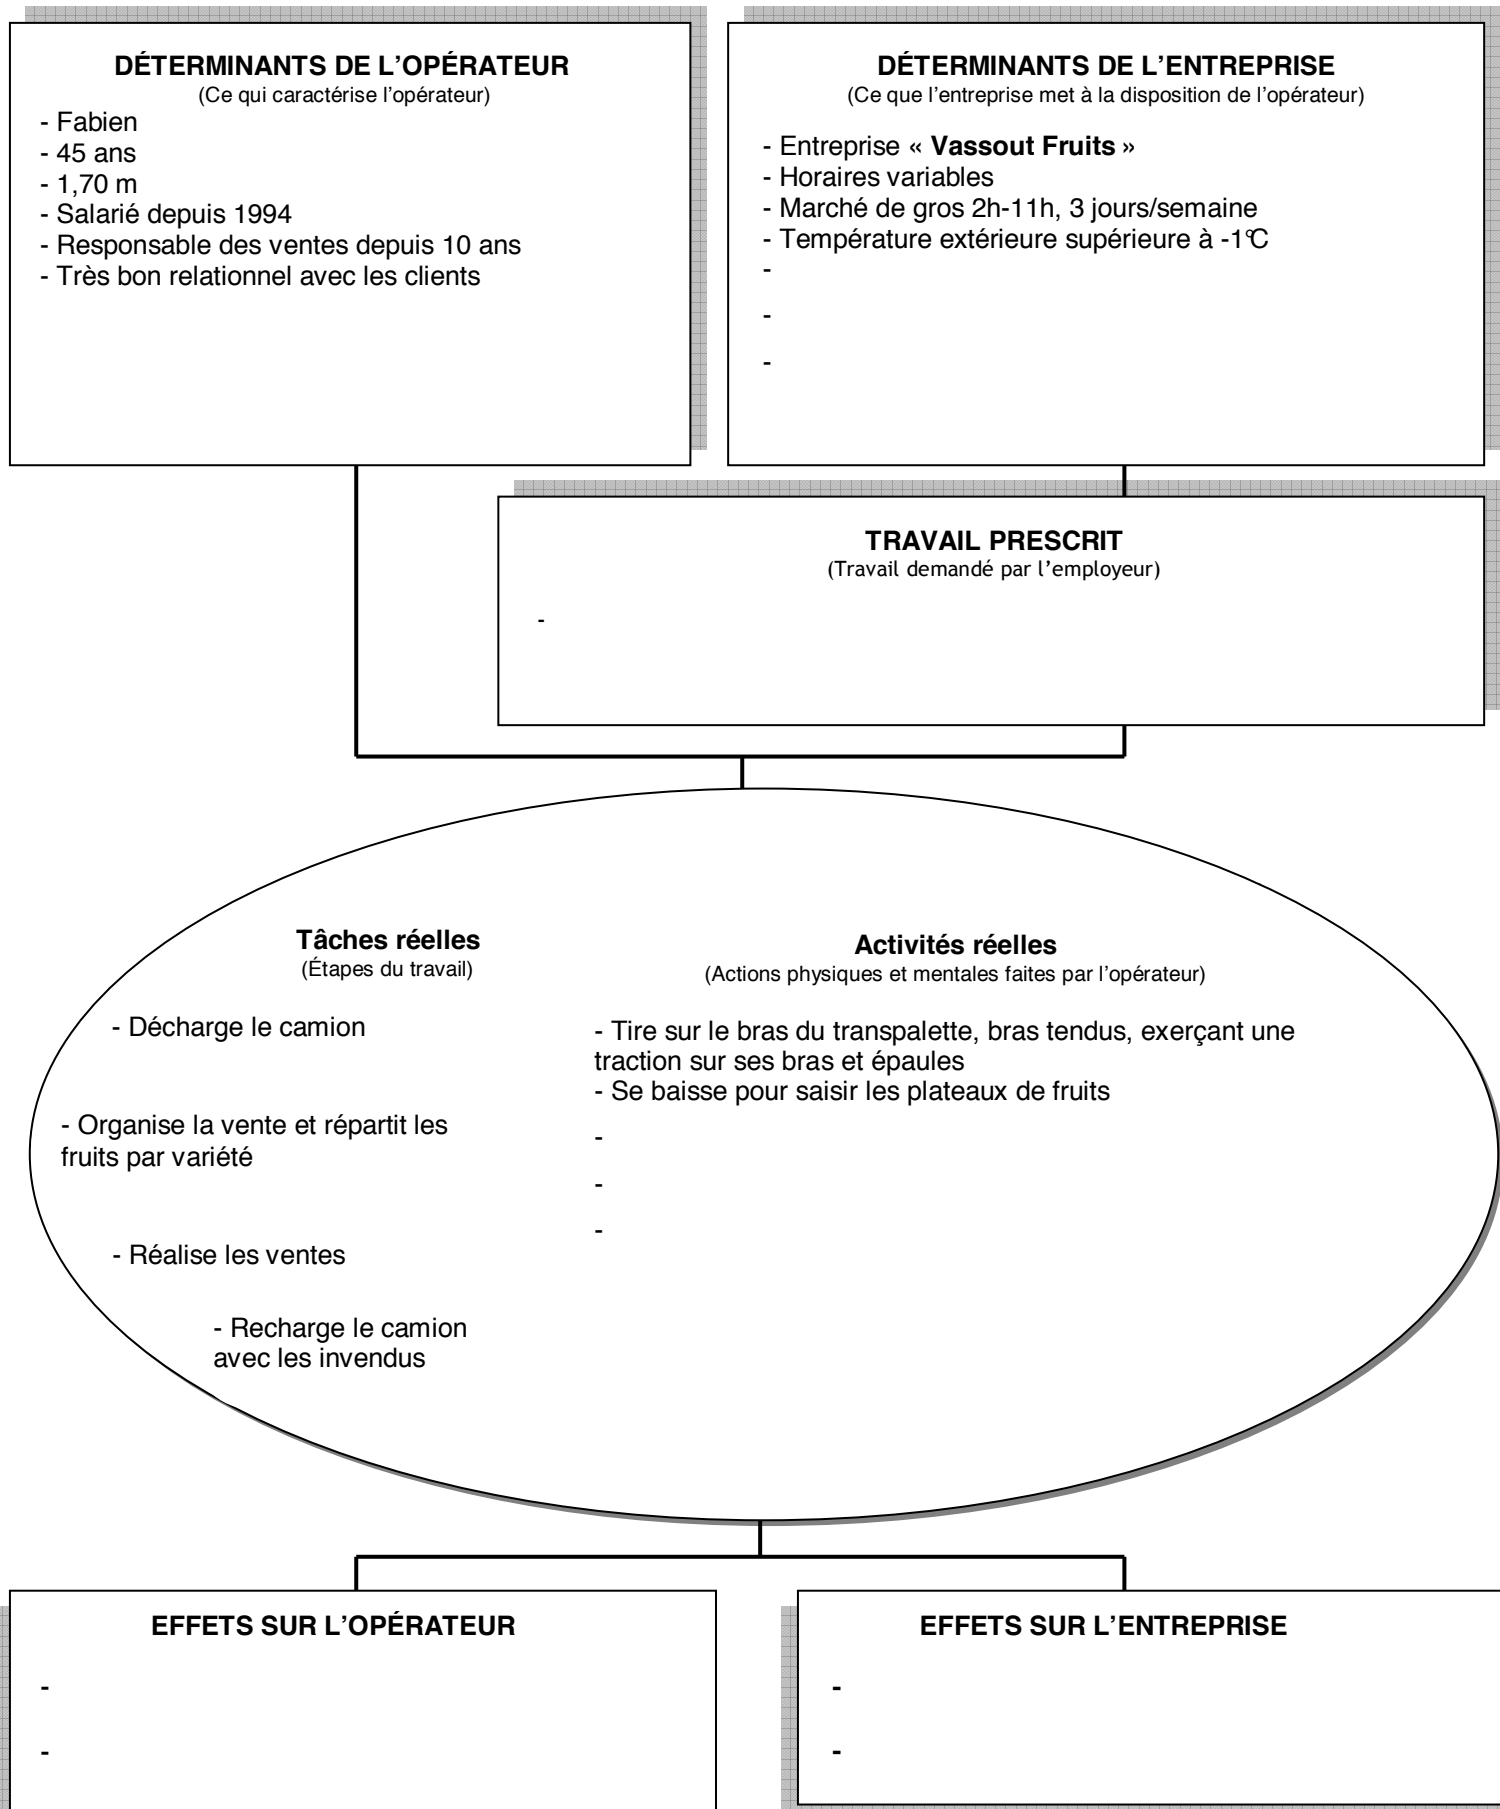 DÉTERMINANTS DE L'OPÉRATEUR
(Ce qui caractérise l'opérateur)
- Fabien
- 45 ans
- 1,70 m
- Salarié depuis 1994
- Responsable des ventes depuis 10 ans
- Très bon relationnel avec les clients
DÉTERMINANTS DE L'ENTREPRISE
(Ce que l'entreprise met à la disposition de l'opérateur)
- Entreprise « Vassout Fruits »
- Horaires variables
- Marché de gros 2h-11h, 3 jours/semaine
- Température extérieure supérieure à -1°C
-
-
-
TRAVAIL PRESCRIT
(Travail demandé par l'employeur)
-
Tâches réelles
(Étapes du travail)
- Décharge le camion
- Organise la vente et répartit les
fruits par variété
- Réalise les ventes
- Recharge le camion
avec les invendus
Activités réelles
(Actions physiques et mentales faites par l'opérateur)
- Tire sur le bras du transpalette, bras tendus, exerçant une
traction sur ses bras et épaules
- Se baisse pour saisir les plateaux de fruits
-
-
-
EFFETS SUR L'OPÉRATEUR
-
-
EFFETS SUR L'ENTREPRISE
-
-